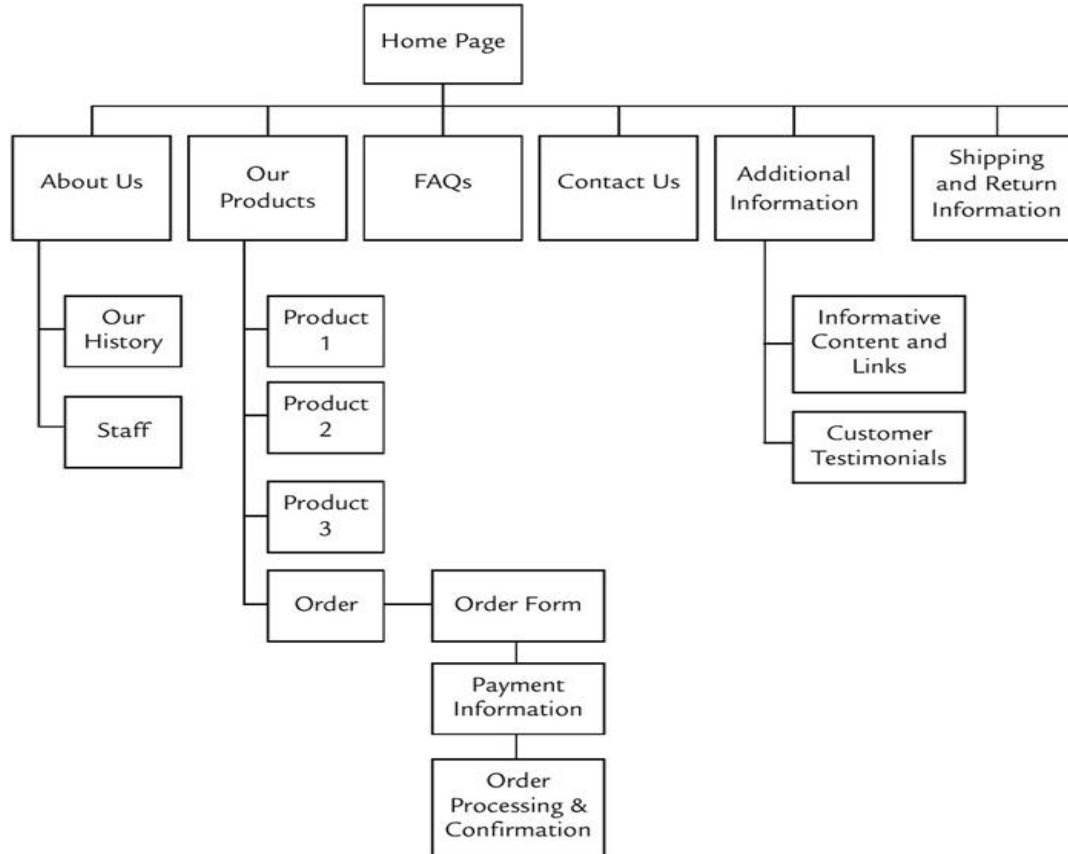 Home Page
About Us
Our
Products
FAQs
Contact Us
Additional
Information
Shipping
and Return
Information
Our
History
Staff
Product
1
Product
2
Product
3
Order
Order Form
Payment
Information
Order
Processing &
Confirmation
Informative
Content and
Links
Customer
Testimonials